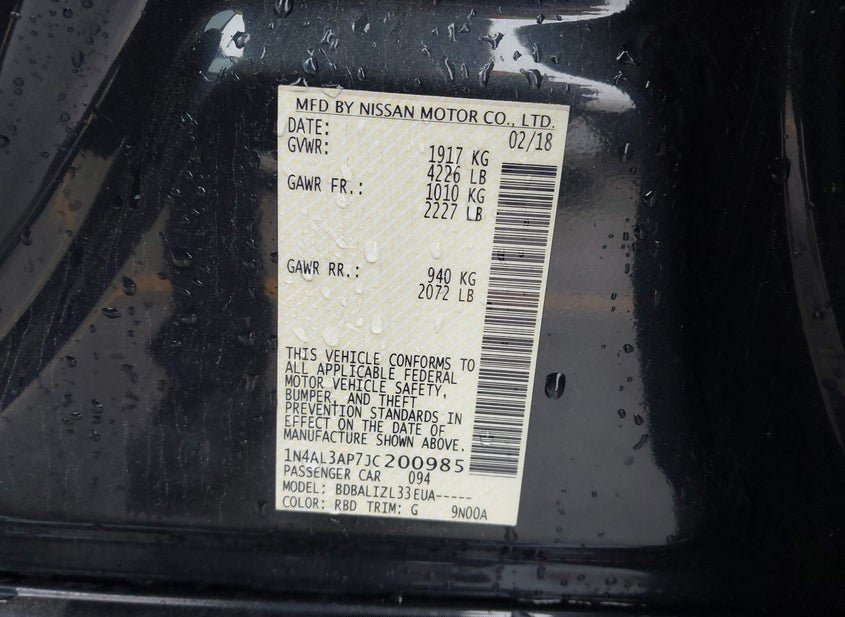 MFD BY NISSAN MOTOR CO., LTD.
DATE: 02/18
GVWR: 1917 KG
4226 LB
GAWR FR.: 1010 KG
2227 LB
GAWR RR.: 940 KG
2072 LB
THIS VEHICLE CONFORMS TO
ALL APPLICABLE FEDERAL
MOTOR VEHICLE SAFETY,
BUMPER, AND THEFT
PREVENTION STANDARDS IN
EFFECT ON THE DATE OF
MANUFACTURE SHOWN ABOVE.
1N4AL3AP7JC200985
PASSENGER CAR 094
MODEL: BDBALIZL33EUA-----
COLOR: RBD TRIM: G 9N00A